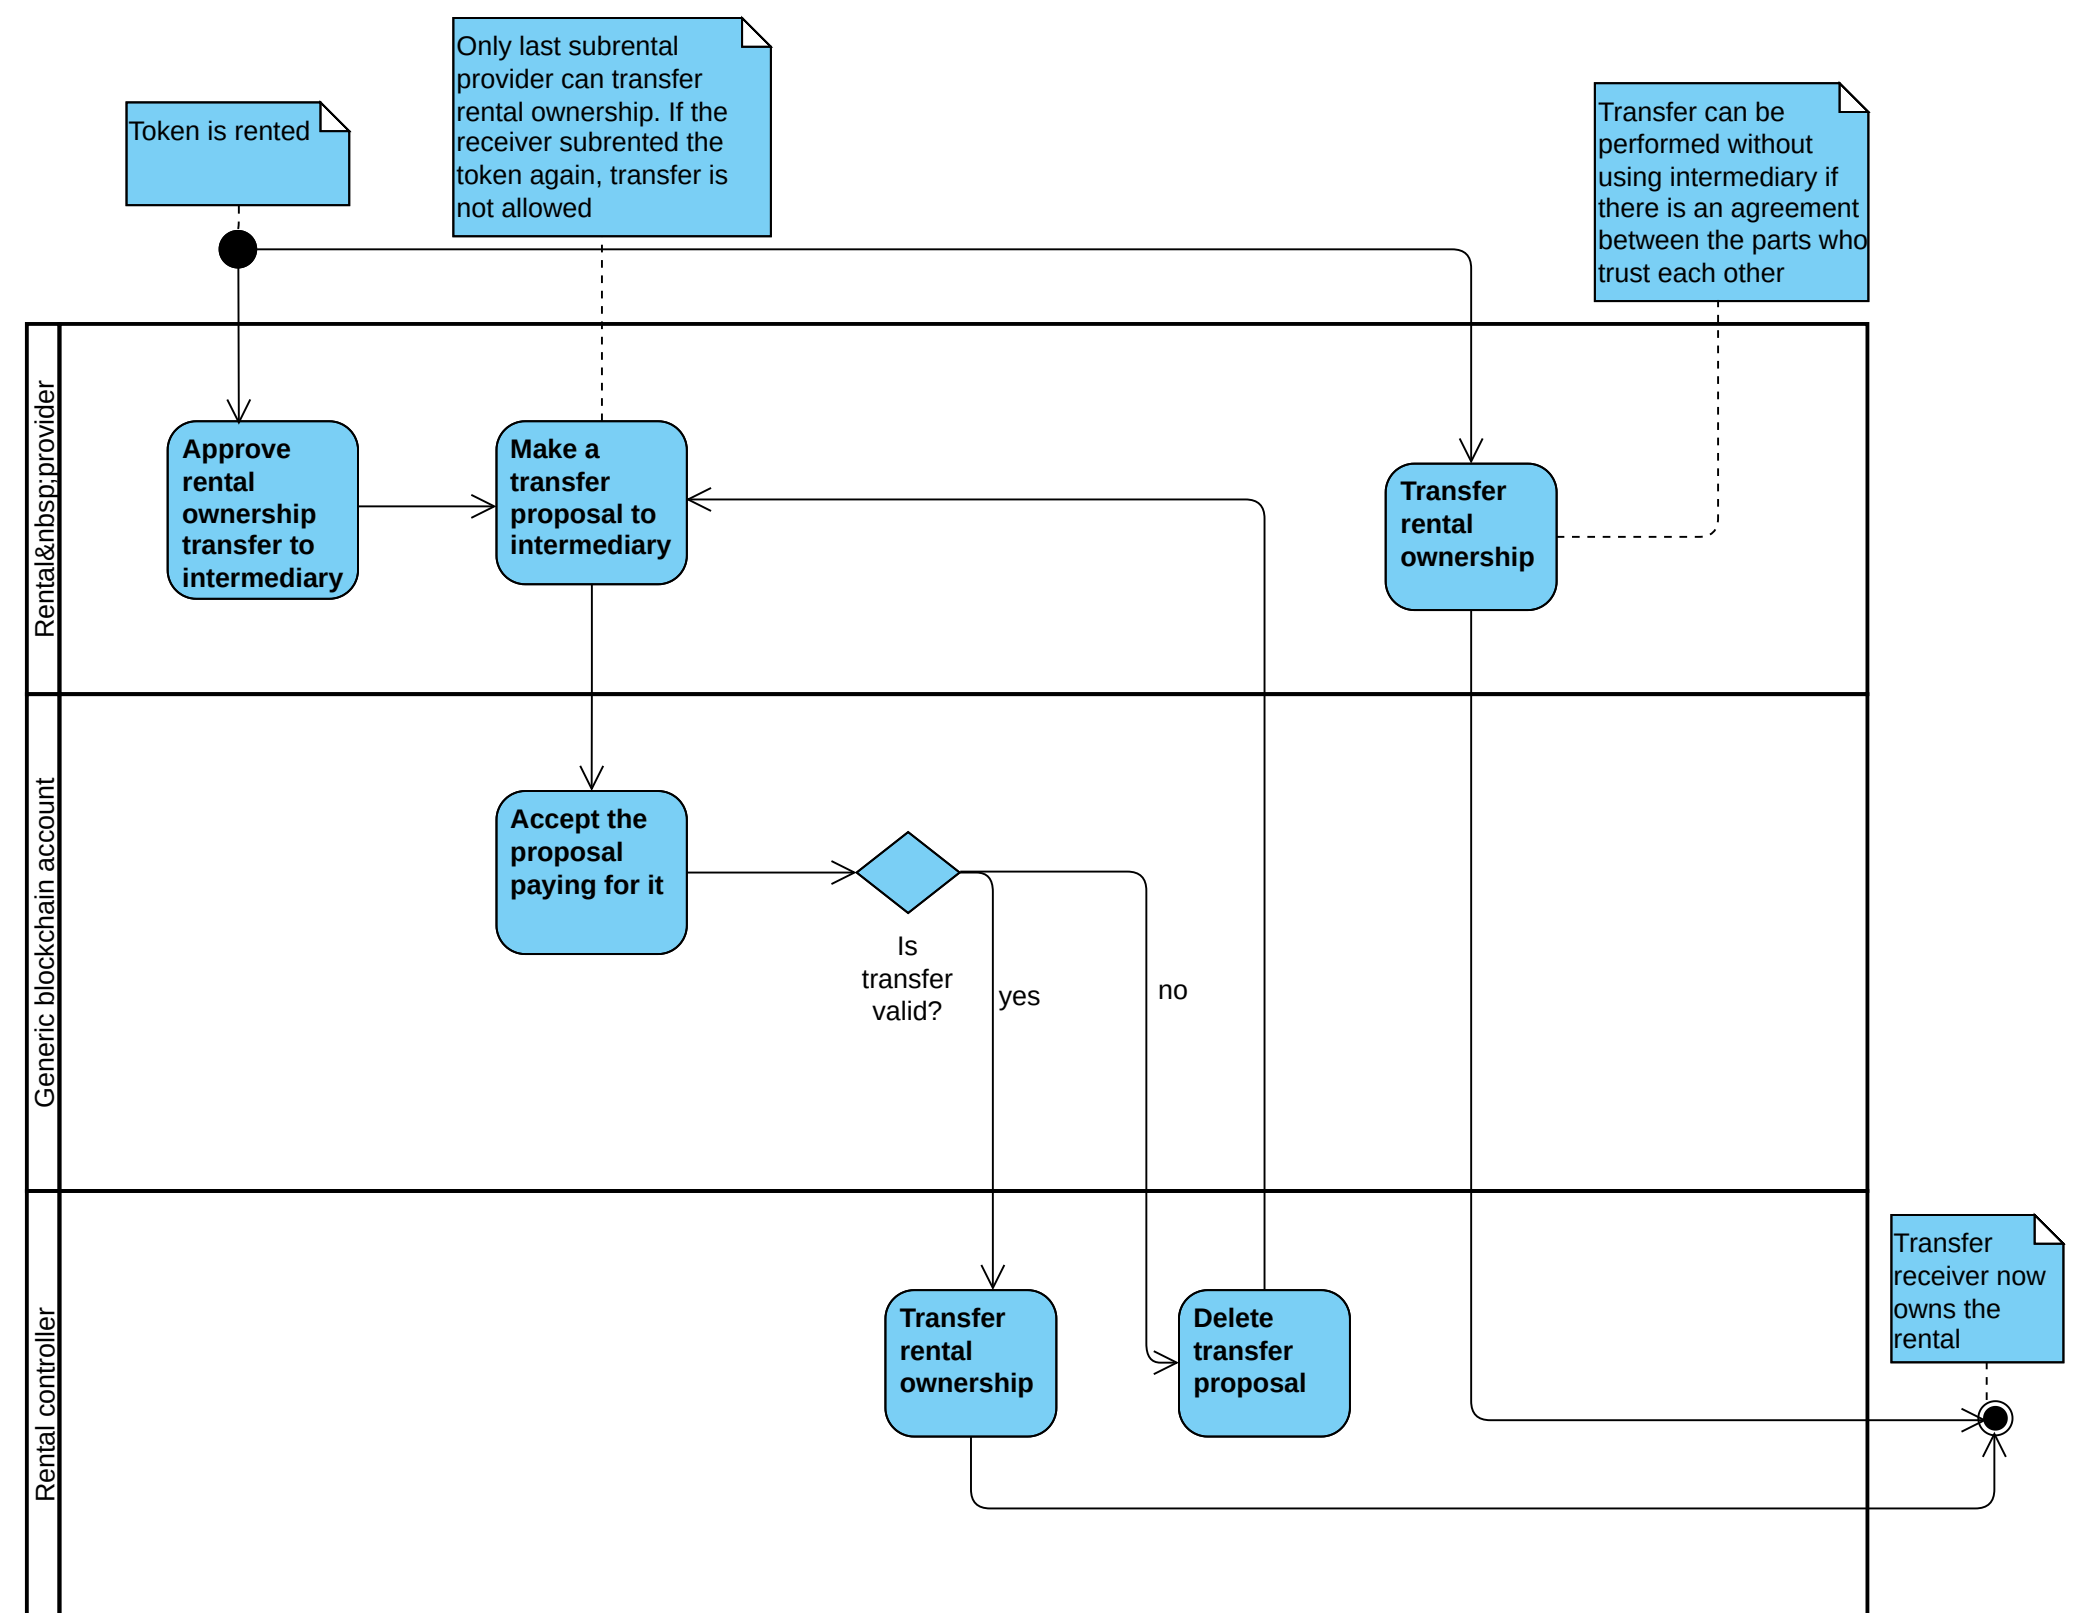 Only last subrental
provider can transfer
rental ownership. If the
receiver subrented the
token again, transfer is
not allowed
Token is rented
Transfer can be
performed without
using intermediary if
there is an agreement
between the parts who
trust each other
Rental&nbsp;provider
Approve
rental
ownership
transfer to
intermediary
Make a
transfer
proposal to
intermediary
Transfer
rental
ownership
Generic blockchain account
Accept the
proposal
paying for it
Is
transfer
valid?
yes
no
Rental controller
Transfer
rental
ownership
Delete
transfer
proposal
Transfer
receiver now
owns the
rental